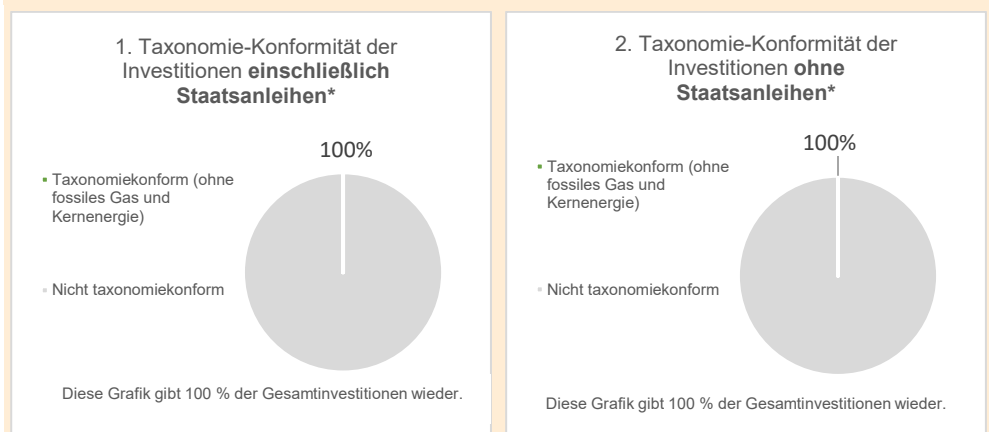 1. Taxonomie-Konformität der
Investitionen einschließlich
Staatsanleihen*
100%
Taxonomiekonform (ohne
fossiles Gas und
Kernenergie)
Nicht taxonomiekonform
Diese Grafik gibt 100 % der Gesamtinvestitionen wieder.
2. Taxonomie-Konformität der
Investitionen ohne
Staatsanleihen*
100%
Taxonomiekonform (ohne
fossiles Gas und
Kernenergie)
Nicht taxonomiekonform
Diese Grafik gibt 100 % der Gesamtinvestitionen wieder.